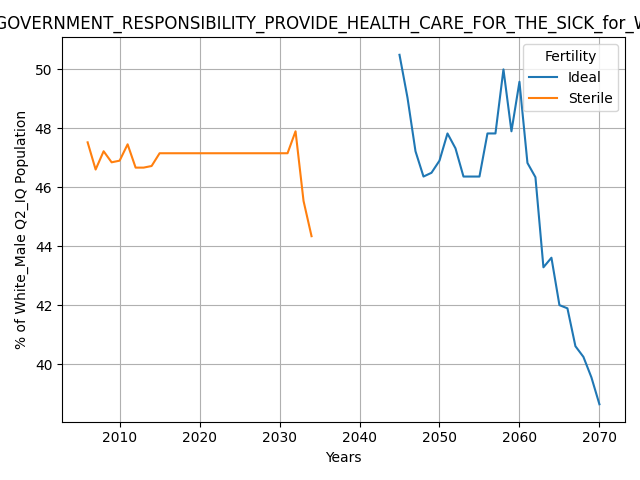 GOVERNMENT_RESPONSIBILITY_PROVIDE_HEALTH_CARE_FOR_THE_SICK_for_W
Fertility
Ideal
Sterile
50
48
46
44
42
40
% of White_Male Q2_IQ Population
2010 2020 2030 2040 2050 2060 2070
Years